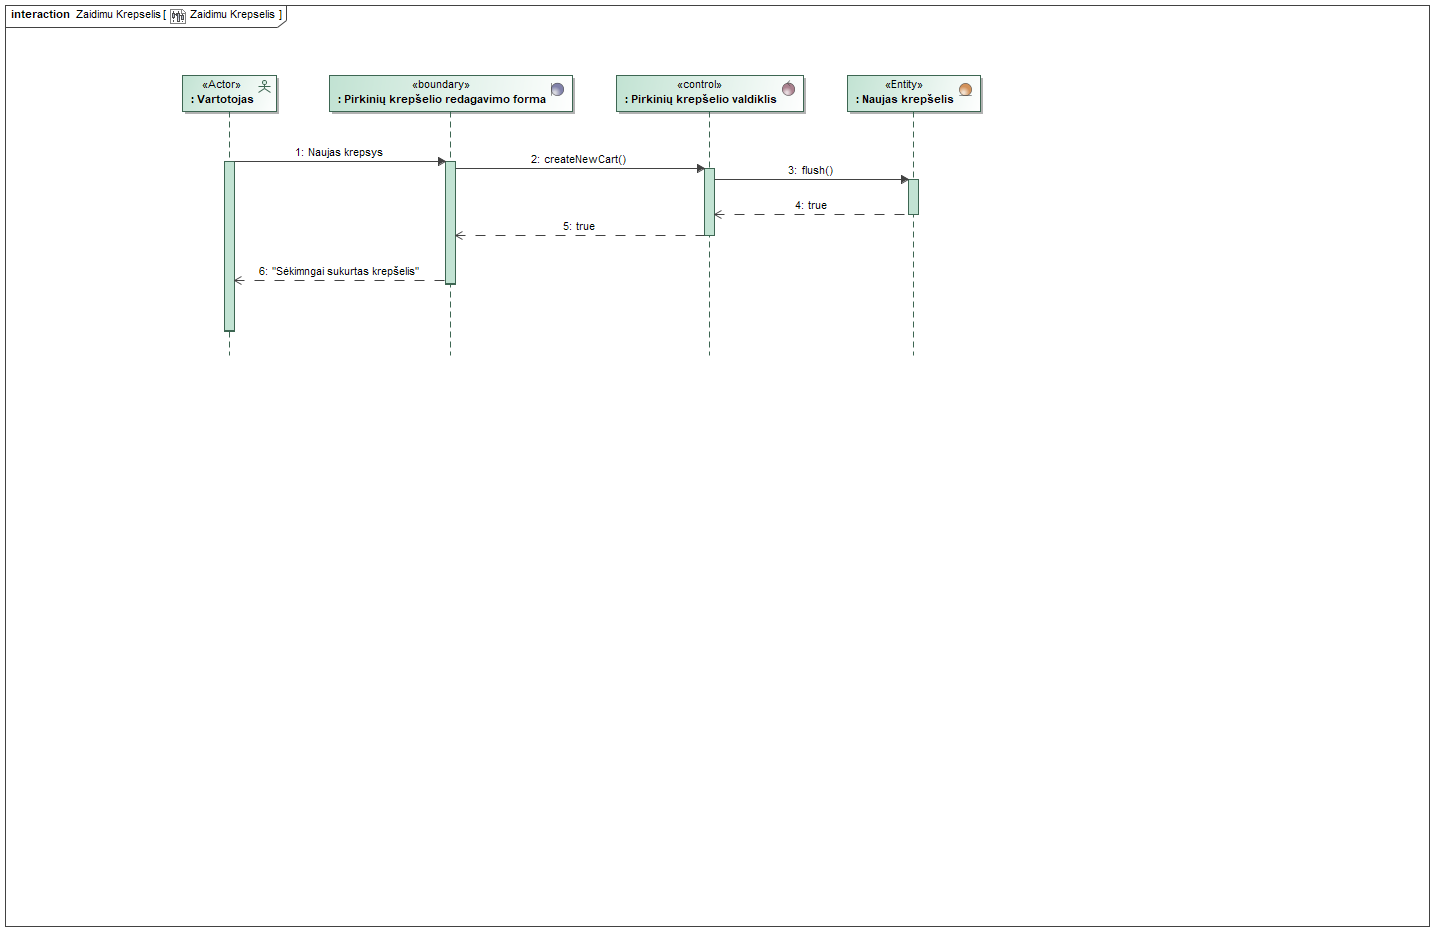 interaction Zaidimu Krepselis [ Zaidimu Krepselis ]
«Actor»
: Vartotojas
«boundary»
: Pirkinių krepšelio redagavimo forma
«control»
: Pirkinių krepšelio valdiklis
«Entity»
: Naujas krepšelis
1: Naujas krepsys
2: createNewCart()
3: flush()
4: true
5: true
6: "Sėkimngai sukurtas krepšelis"